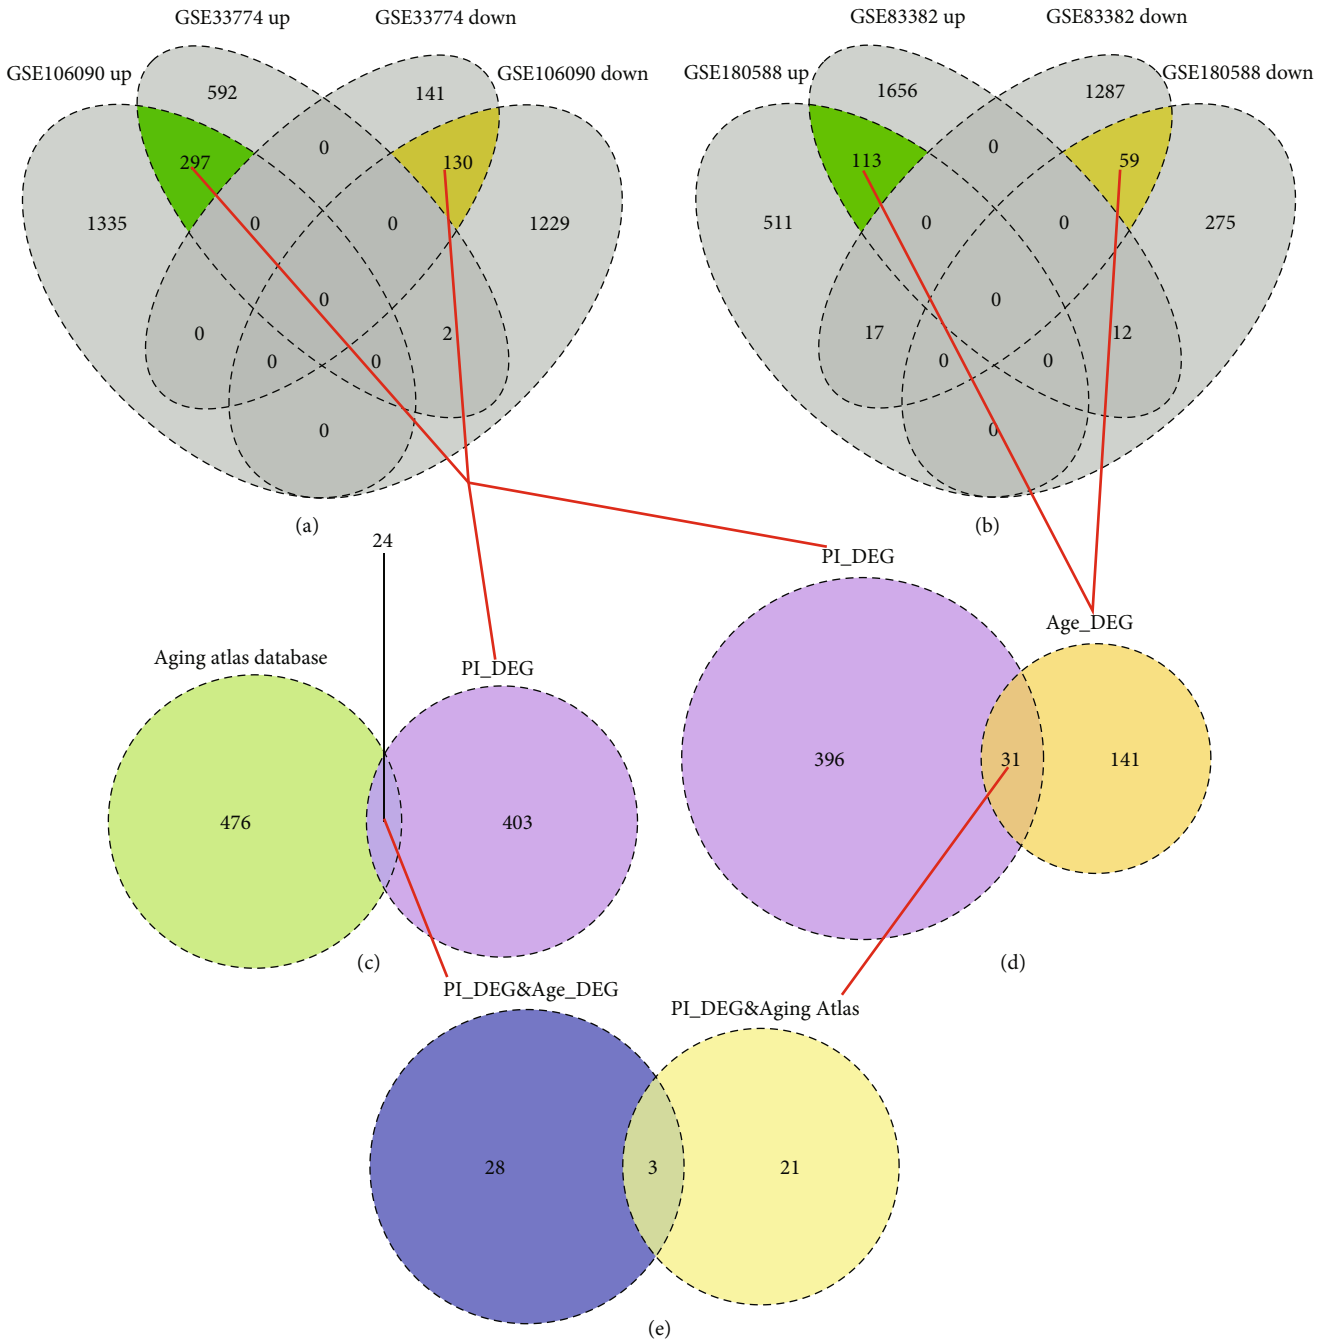 GSE33774 up
GSE33774 down
GSE106090 up
GSE106090 down
592
141
0
297
130
1335
0
0
1229
0
0
2
0
0
0
(a)
GSE83382 up
GSE83382 down
GSE180588 up
GSE180588 down
1656
1287
0
113
59
511
0
0
275
0
17
12
0
0
0
(b)
24
Aging atlas database
PI_DEG
476
403
(c)
PI_DEG
Age_DEG
396
31
141
(d)
PI_DEG&Age_DEG
PI_DEG&Aging Atlas
28
3
21
(e)